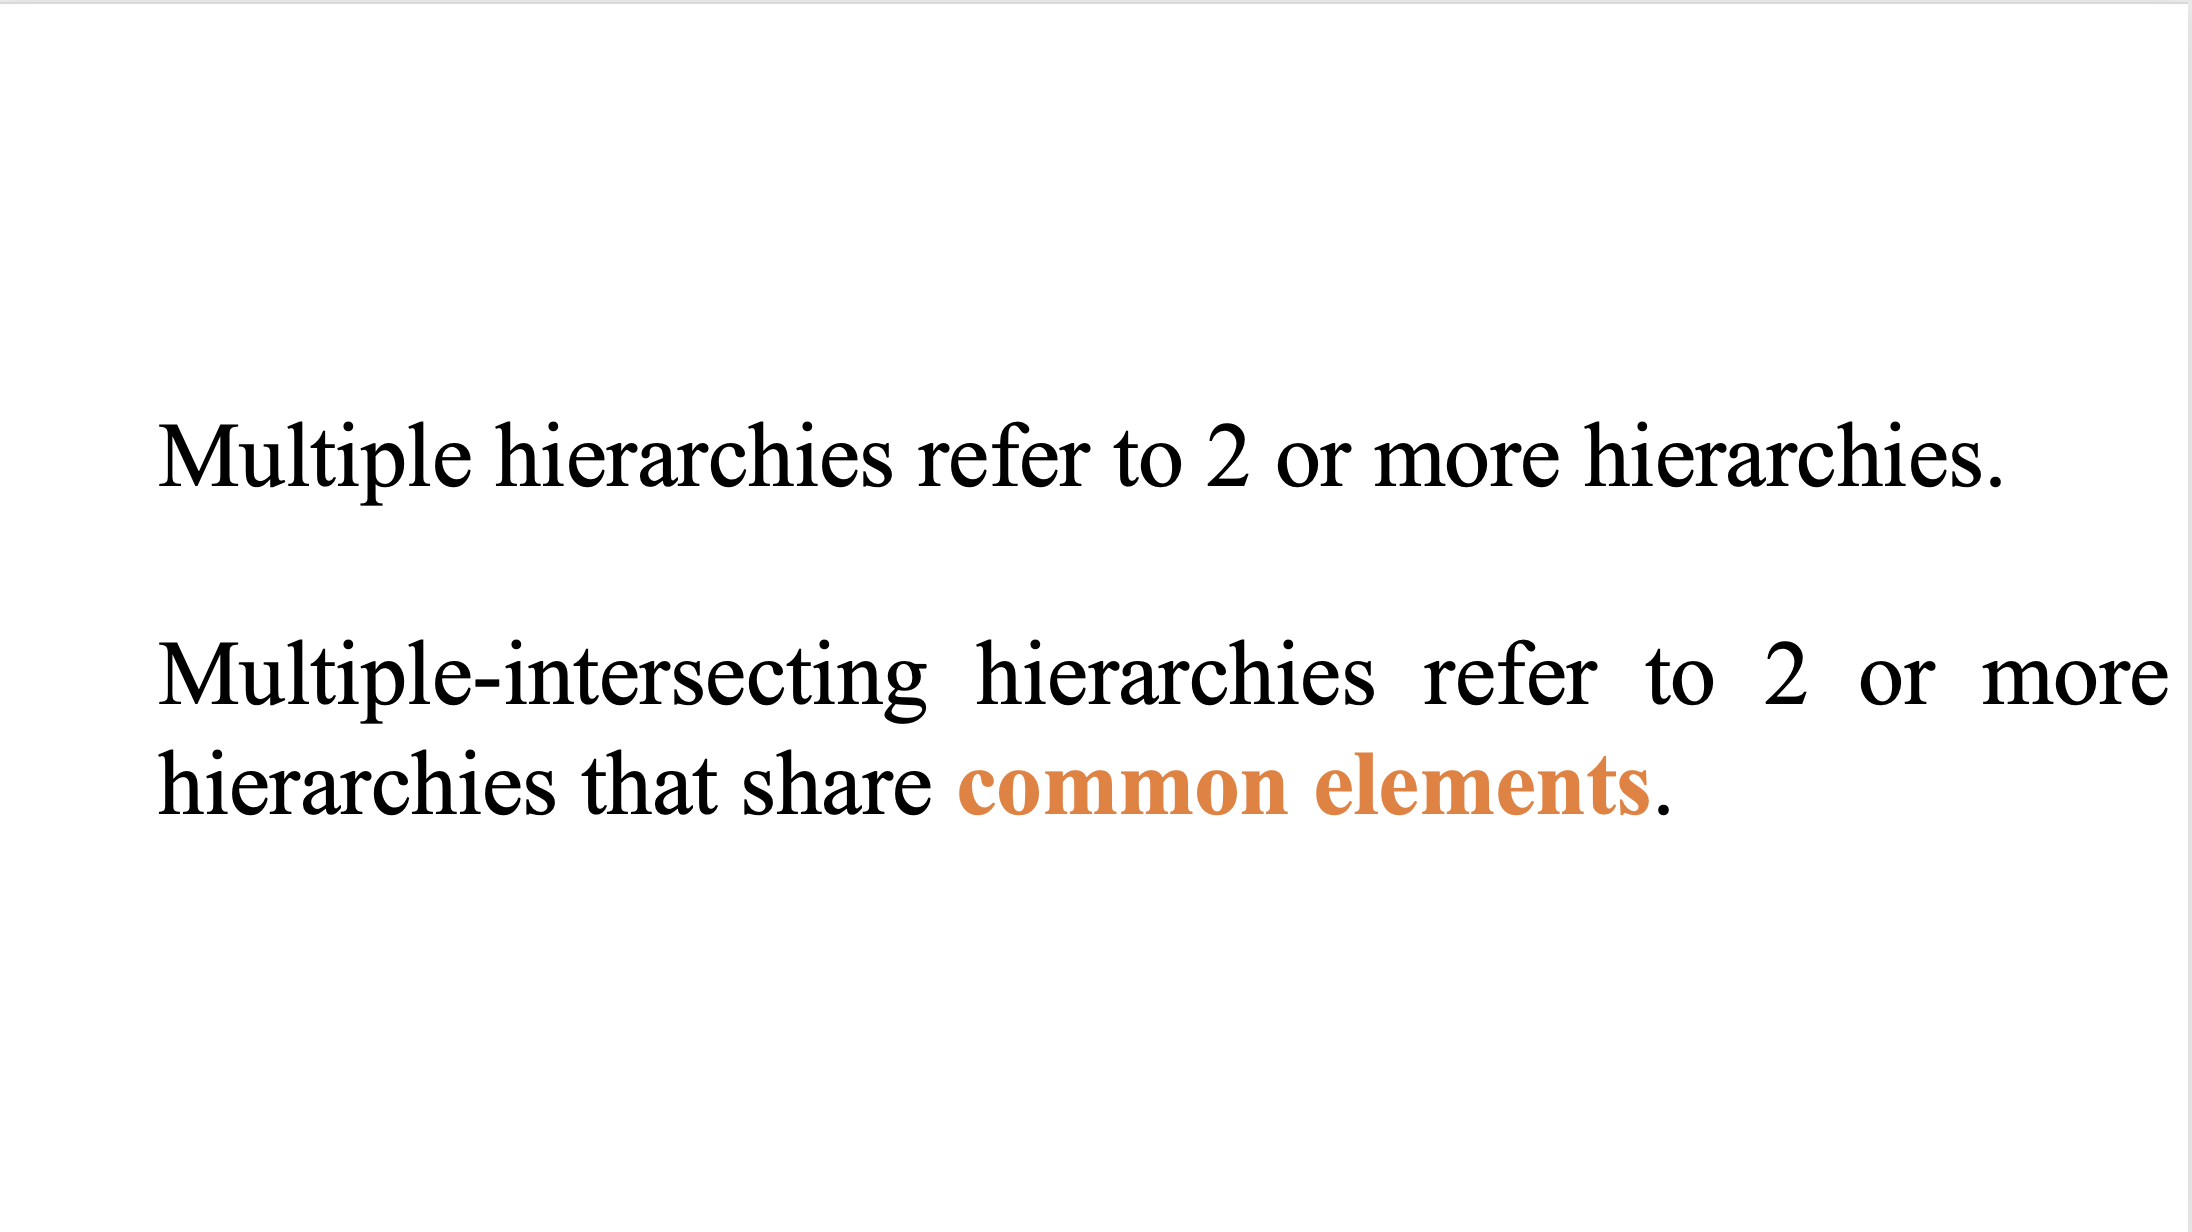 Multiple hierarchies refer to 2 or more hierarchies.
Multiple-intersecting hierarchies refer to 2 or more
hierarchies that share common elements.